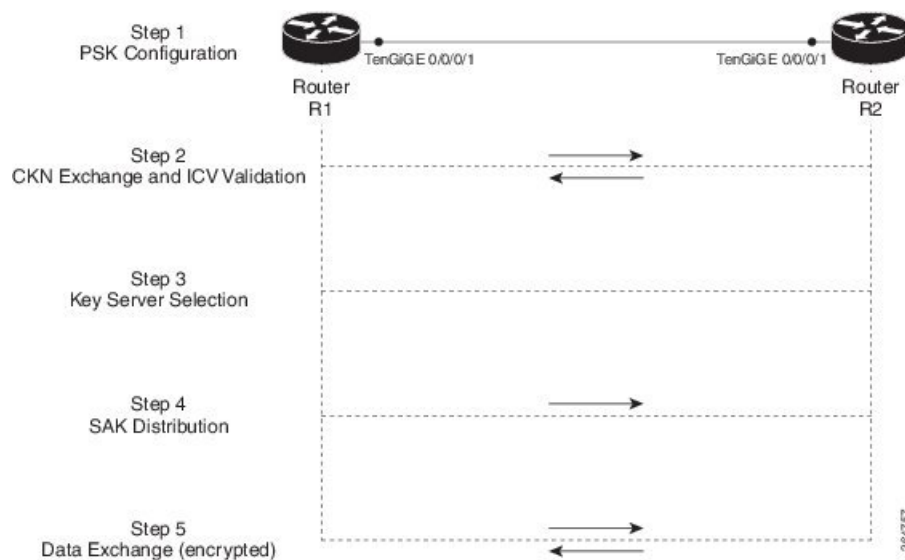 Step 1
PSK Configuration
TenGiGE 0/0/0/1
TenGiGE 0/0/0/1
Router
R1
Router
R2
Step 2
CKN Exchange and ICV Validation
Step 3
Key Server Selection
Step 4
SAK Distribution
Step 5
Data Exchange (encrypted)